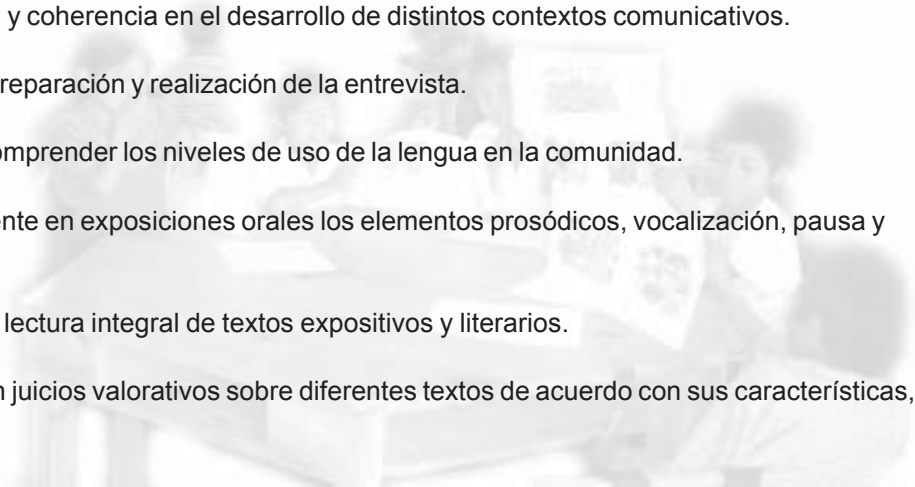 y coherencia en el desarrollo de distintos contextos comunicativos.
reparación y realización de la entrevista.
omprender los niveles de uso de la lengua en la comunidad.
ente en exposiciones orales los elementos prosódicos, vocalización, pausa y
lectura integral de textos expositivos y literarios.
n juicios valorativos sobre diferentes textos de acuerdo con sus características,